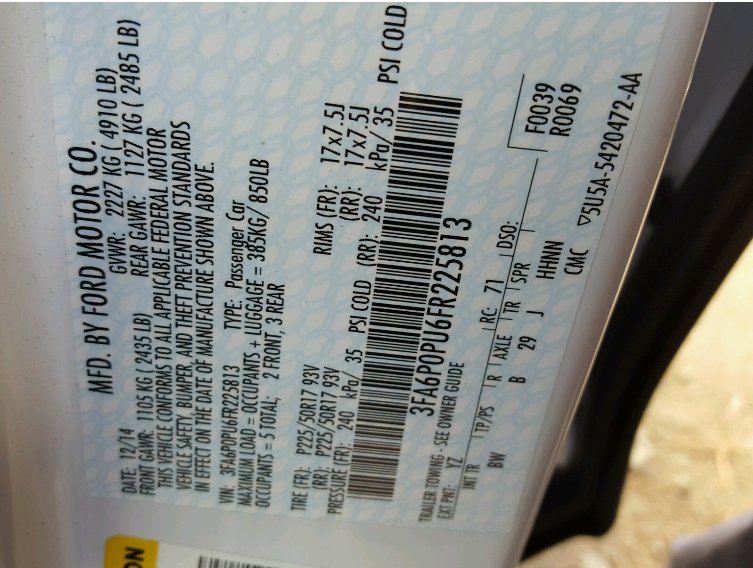 MFD. BY FORD MOTOR CO.
DATE: 12/14 GVWR: 2227 KG ( 4910 LB)
FRONT GAWR: 1105 KG ( 2435 LB) REAR GAWR: 1127 KG ( 2485 LB)
THIS VEHICLE CONFORMS TO ALL APPLICABLE FEDERAL MOTOR
VEHICLE SAFETY, BUMPER, AND THEFT PREVENTION STANDARDS
IN EFFECT ON THE DATE OF MANUFACTURE SHOWN ABOVE.
VIN: 3FA6P0PU6FR225813 TYPE: Passenger Car
MAXIMUM LOAD = OCCUPANTS + LUGGAGE = 385KG/ 850LB
OCCUPANTS = 5 TOTAL; 2 FRONT, 3 REAR
TIRE (FR): P225/50R17 93V RIMS (FR): 17x7.5J
(RR): P225/50R17 93V (RR): 17x7.5J
PRESSURE (FR): 240 kPa/ 35 PSI COLD (RR): 240 kPa/ 35 PSI COLD
3FA6P0PU6FR225813
TRAILER TOWING - SEE OWNER GUIDE
EXT PNT: YZ RC: 71 DSO: F0039
INT TR TP/PS R AXLE TR SPR R0069
BW B 29 J HHNN
CMC ▽5U5A-5420472-AA
ON